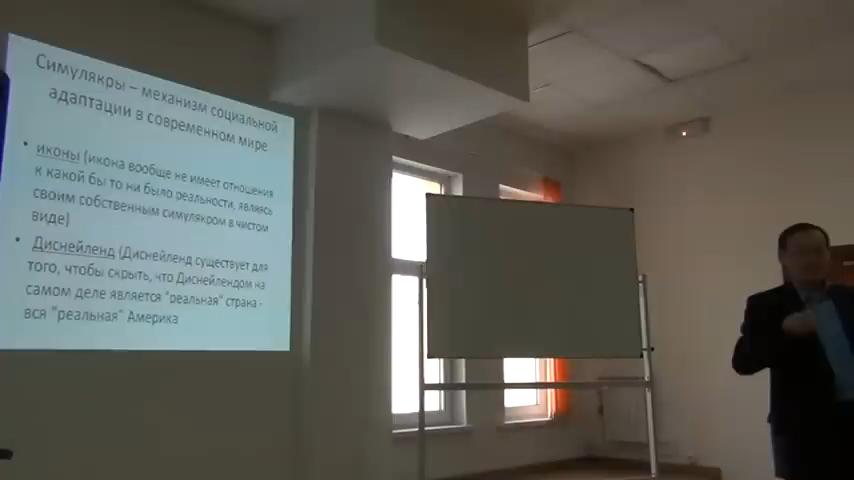 Симулякры – механизм социальной
адаптации в современном мире
• иконы (икона вообще не имеет отношения
к какой бы то ни было реальности, являясь
своим собственным симулякром в чистом
виде)
• Диснейленд (Диснейленд существует для
того, чтобы скрыть, что Диснейлендом на
самом деле является "реальная" страна -
вся "реальная" Америка